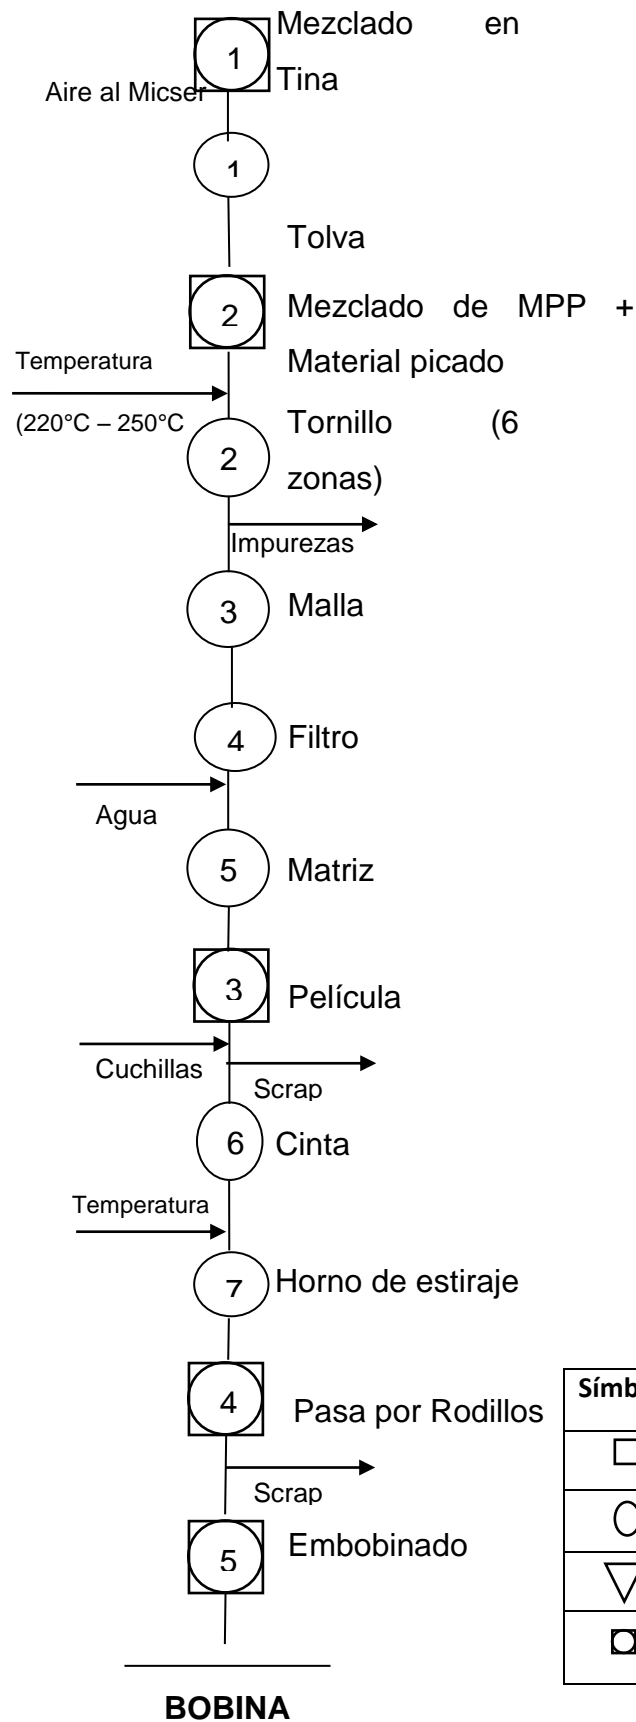 Mezclado en
1
Tina
Aire al Micser
1
Tolva
2
Mezclado de MPP +
Material picado
Temperatura
(220°C – 250°C
Tornillo (6
2
zonas)
Impurezas
3
Malla
4
Filtro
Agua
5
Matriz
3
Película
Cuchillas
Scrap
6
Cinta
Temperatura
7
Horno de estiraje
Símb
4
Pasa por Rodillos
Scrap
5
Embobinado
BOBINA